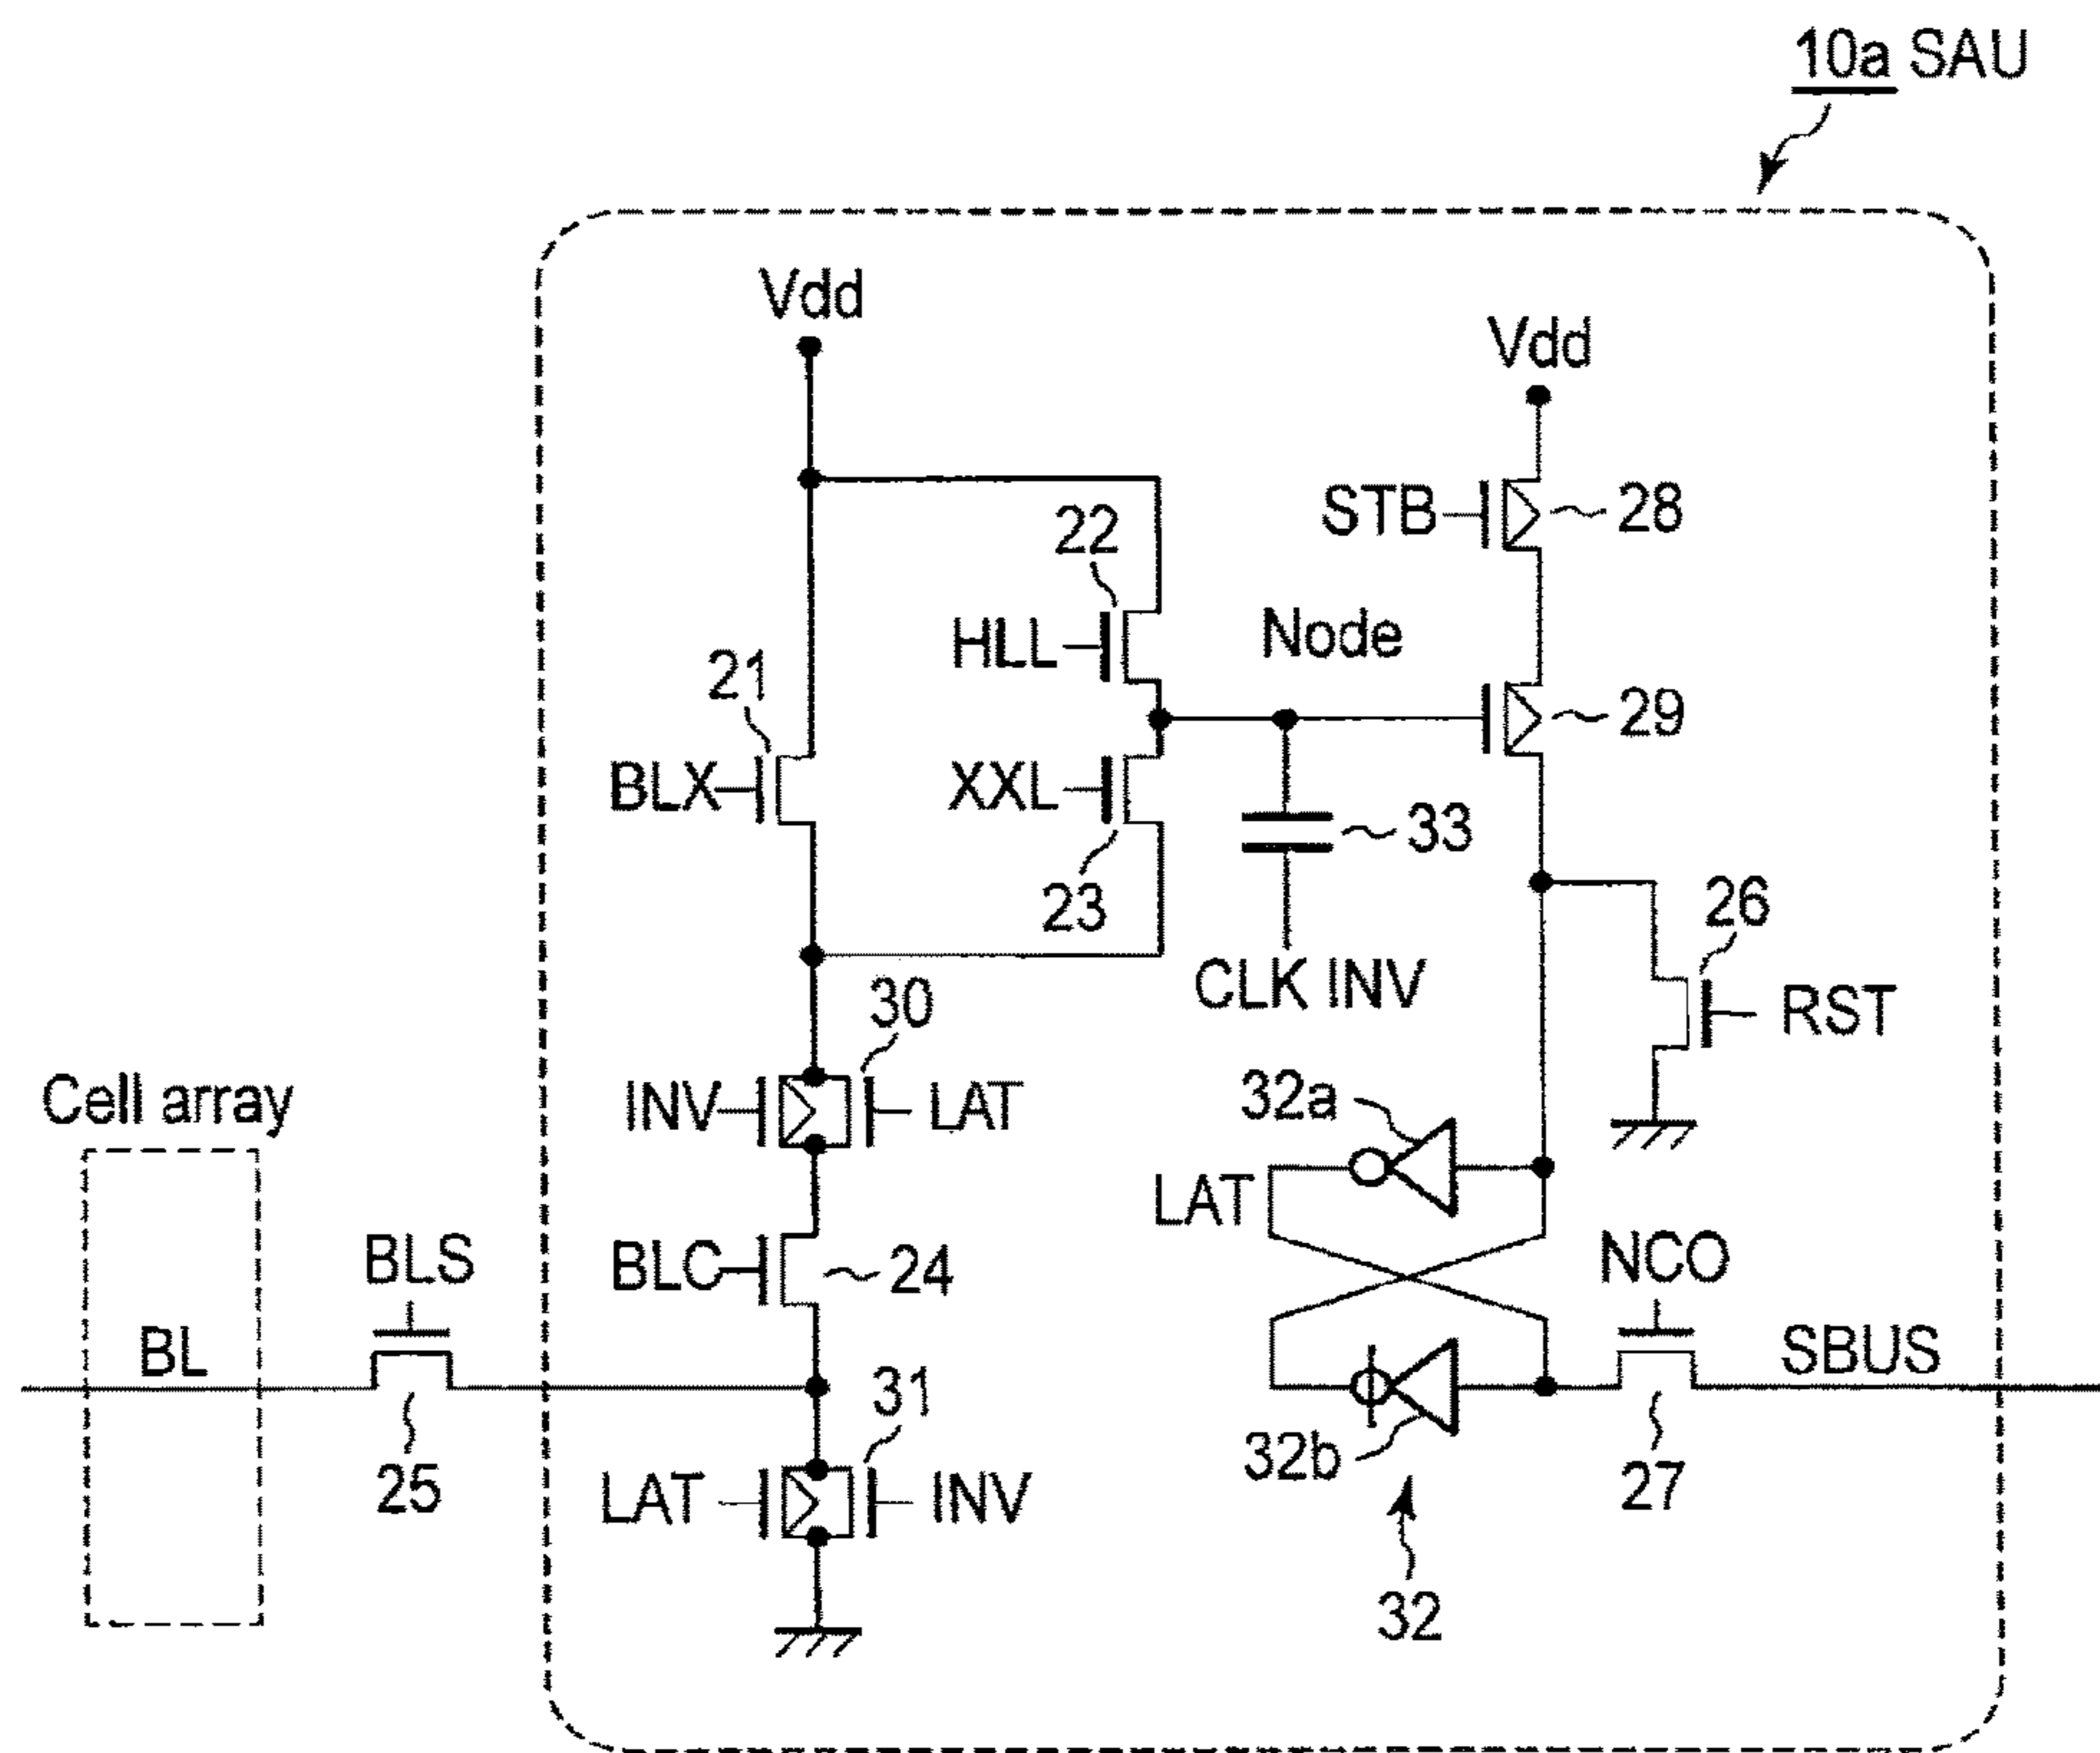 10a SAU
Vdd
Vdd
STB
28
22
HLL
Node
21
29
BLX
XXL
33
23
26
CLK INV
30
RST
Cell array
INV
LAT
32a
LAT
BLS
BLC
24
NCO
BL
SBUS
31
32b
25
LAT
INV
27
32